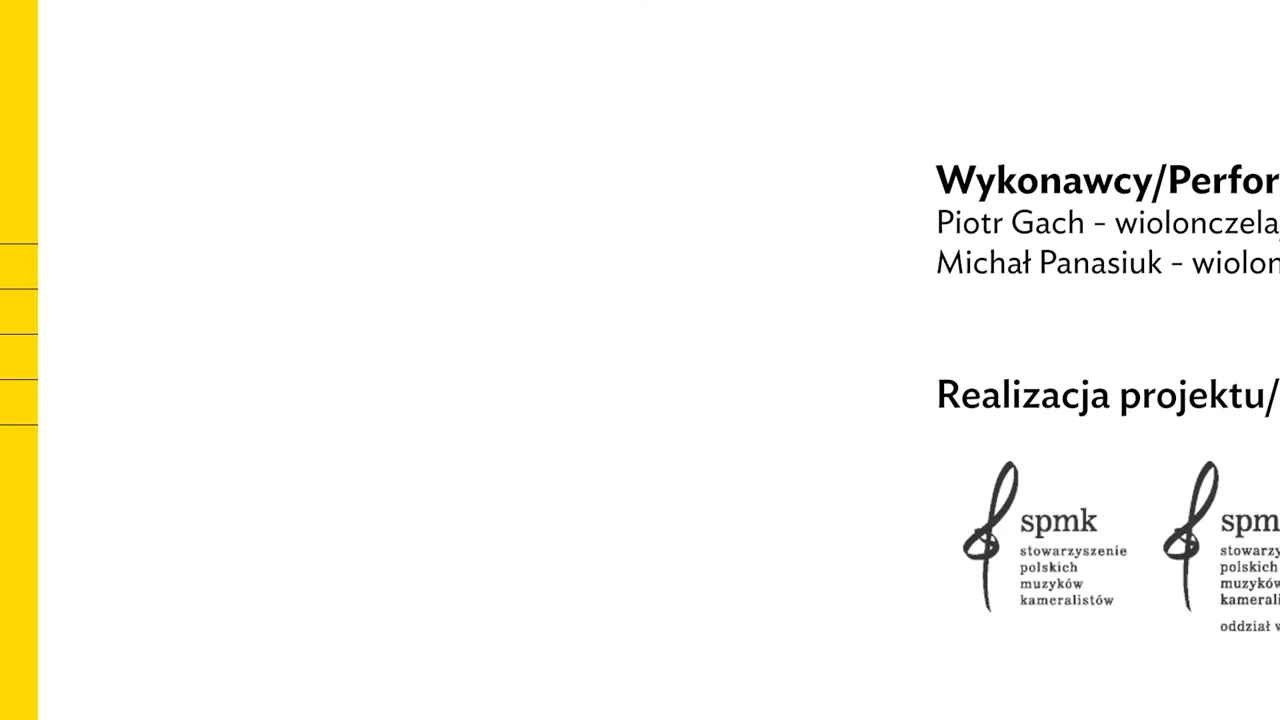 Wykonawcy/Perfor
Piotr Gach – wiolonczela
Michał Panasiuk – wiolon
Realizacja projektu/
spmk
stowarzyszenie
polskich
muzyków
kameralistów
spm
stowarzy
polskich
muzykó
kamerali
oddział